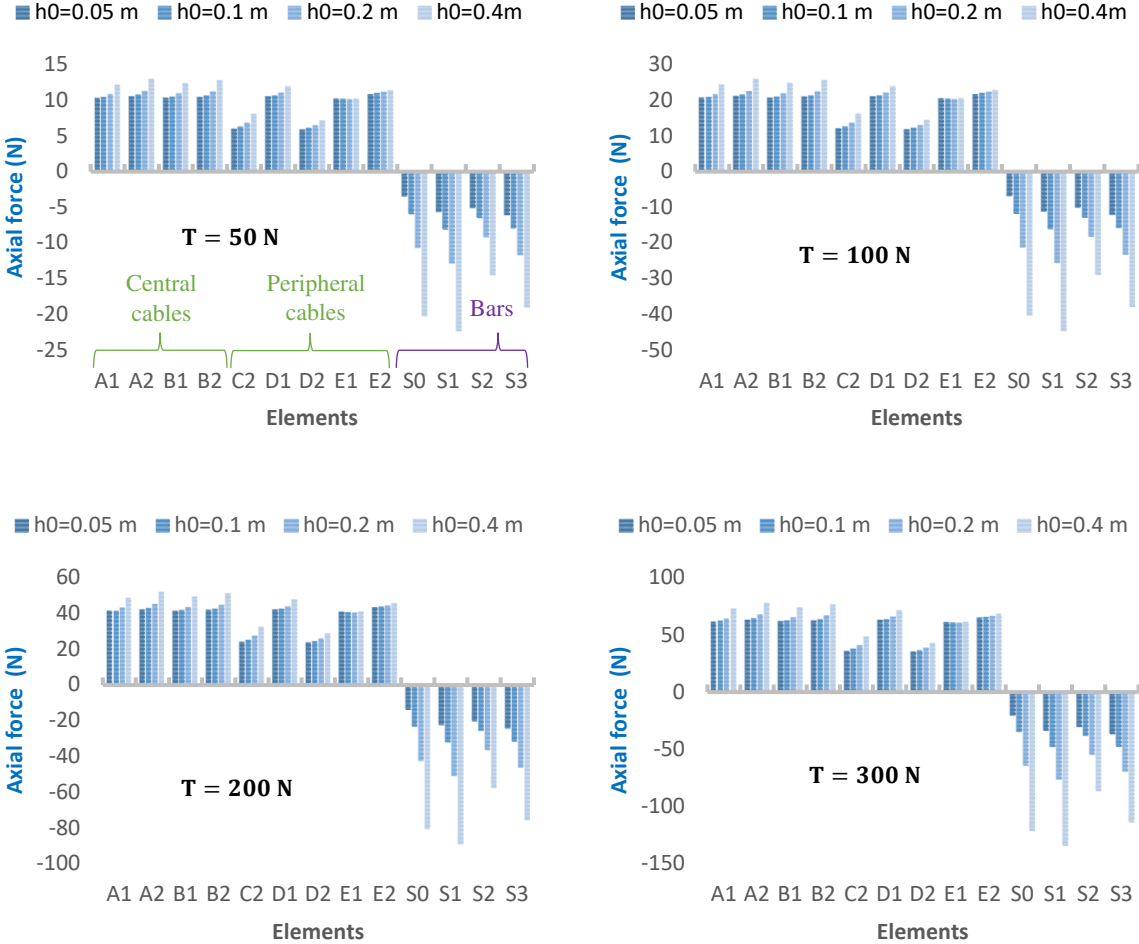 h0=0.05 m h0=0.1 m h0=0.2 m h0=0.4m
15
10
5
0
-5
-10
-15
-20
-25
Axial force (N)
T = 50 N
Central cables
Peripheral cables
Bars
A1 A2 B1 B2 C2 D1 D2 E1 E2 S0 S1 S2 S3
Elements
h0=0.05 m h0=0.1 m h0=0.2 m h0=0.4m
30
20
10
0
-10
-20
-30
-40
-50
Axial force (N)
T = 100 N
A1 A2 B1 B2 C2 D1 D2 E1 E2 S0 S1 S2 S3
Elements
h0=0.05 m h0=0.1 m h0=0.2 m h0=0.4 m
60
40
20
0
-20
-40
-60
-80
-100
Axial force (N)
T = 200 N
A1 A2 B1 B2 C2 D1 D2 E1 E2 S0 S1 S2 S3
Elements
h0=0.05 m h0=0.1 m h0=0.2 m h0=0.4 m
100
50
0
-50
-100
-150
Axial force (N)
T = 300 N
A1 A2 B1 B2 C2 D1 D2 E1 E2 S0 S1 S2 S3
Elements